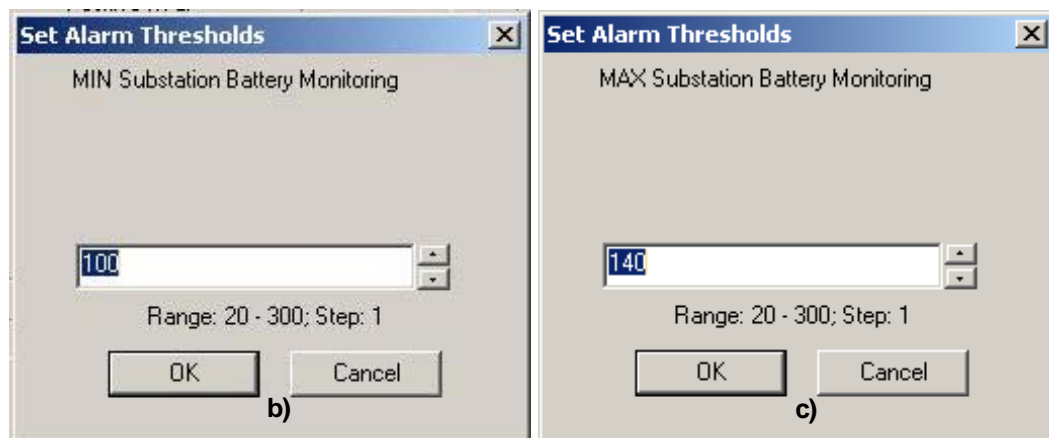 Set Alarm Thresholds
MIN Substation Battery Monitoring
100
Range: 20 - 300; Step: 1
OK Cancel
b)
Set Alarm Thresholds
MAX Substation Battery Monitoring
140
Range: 20 - 300; Step: 1
OK Cancel
c)